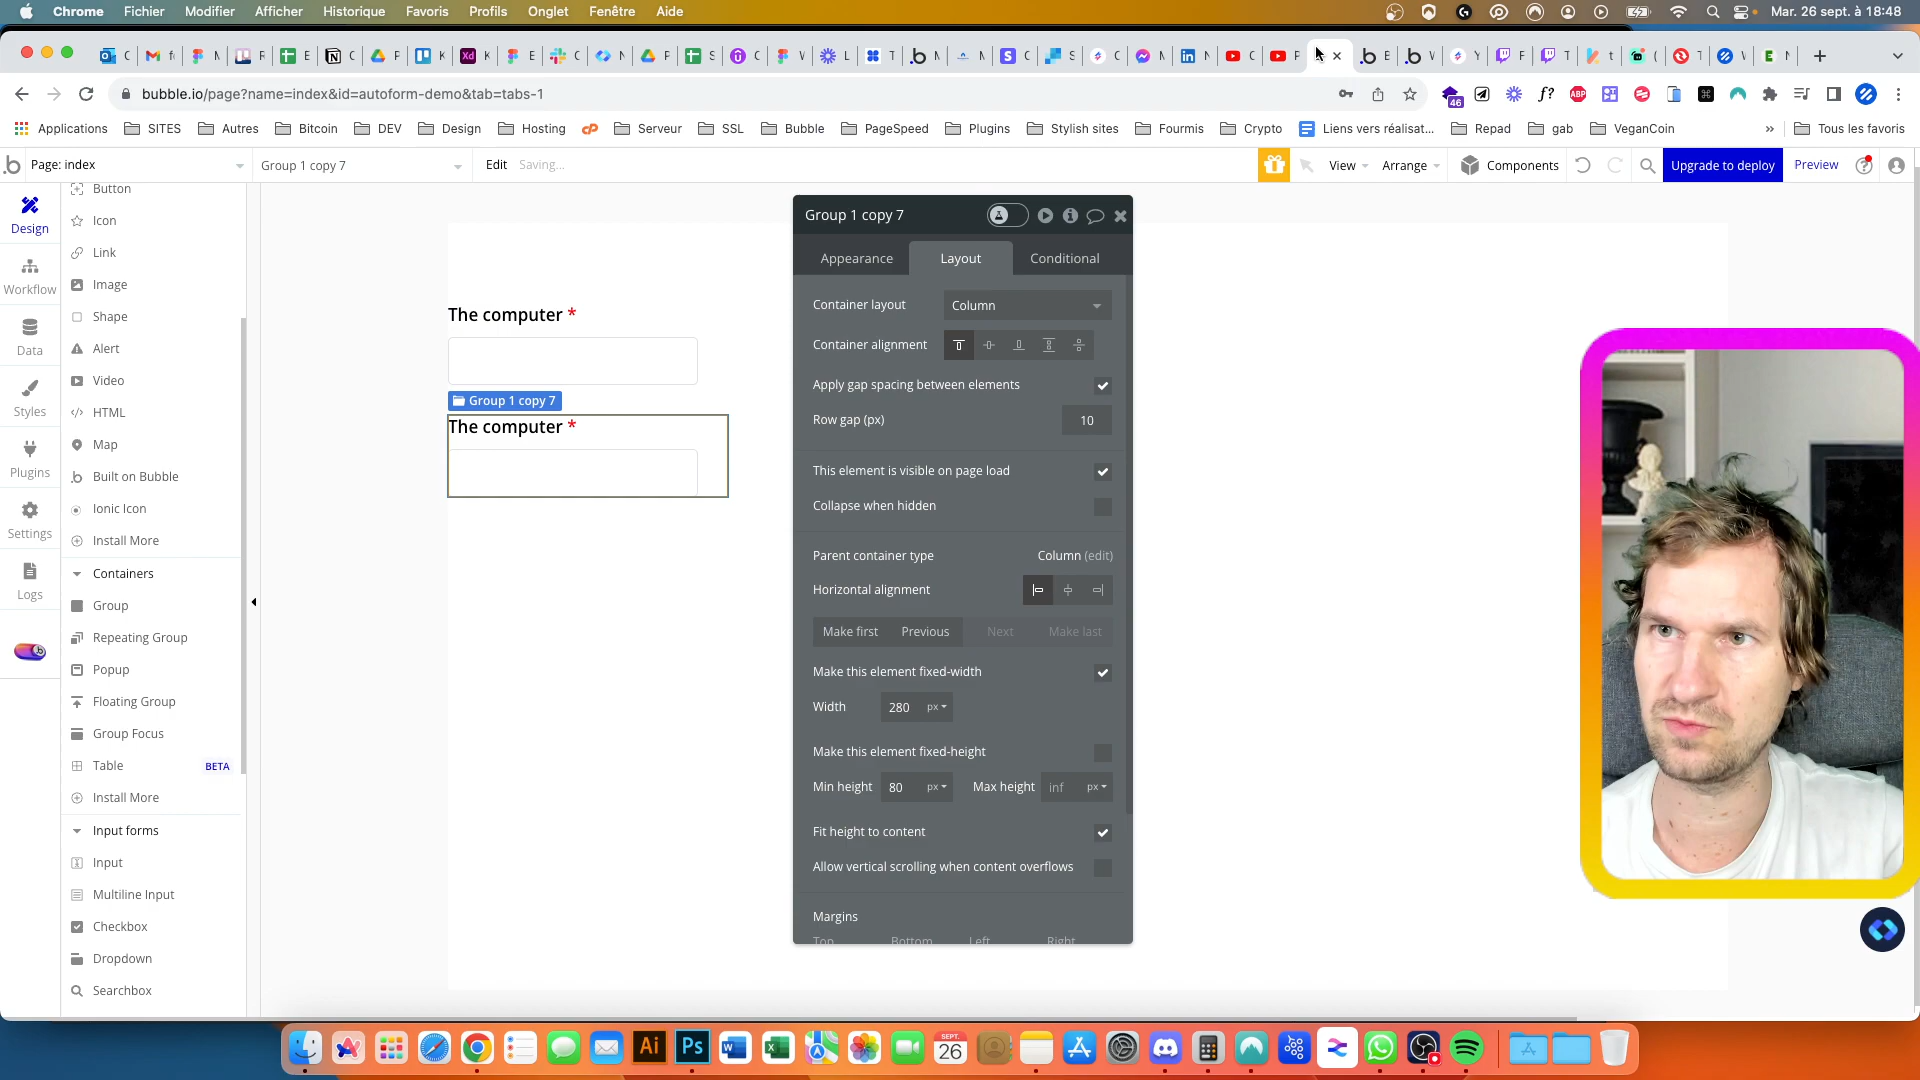 Chrome Fichier Modifier Afficher Historique Favoris Profils Onglet Fenêtre Aide
Mar. 26 sept. à 18:48
bubble.io/page?name=index&id=autoform-demo&tab=tabs-1
46
ABP
Applications SITES Autres Bitcoin DEV Design Hosting Serveur SSL Bubble PageSpeed Plugins Stylish sites Fourmis Crypto Liens vers réalisat... Repad gab VeganCoin » Tous les favoris
Page: index
Group 1 copy 7
Edit Saving...
View Arrange Components
Upgrade to deploy
Preview
Design
Workflow
Data
Styles
Plugins
Settings
Logs
Button
Icon
Link
Image
Shape
Alert
Video
HTML
Map
Built on Bubble
Ionic Icon
Install More
Containers
Group
Repeating Group
Popup
Floating Group
Group Focus
Table BETA
Install More
Input forms
Input
Multiline Input
Checkbox
Dropdown
Searchbox
The computer *
Group 1 copy 7
The computer *
Group 1 copy 7
Appearance Layout Conditional
Container layout Column
Container alignment
Apply gap spacing between elements
Row gap (px) 10
This element is visible on page load
Collapse when hidden
Parent container type Column (edit)
Horizontal alignment
Make first Previous Next Make last
Make this element fixed-width
Width 280 px
Make this element fixed-height
Min height 80 px Max height inf px
Fit height to content
Allow vertical scrolling when content overflows
Margins
Top Bottom Left Right
SEPT.
26
Ai
Ps